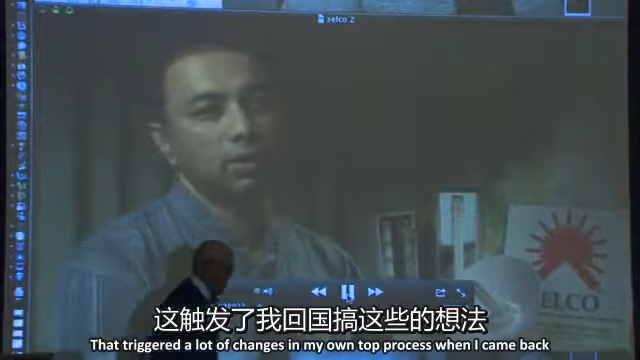 selco 2
ELCO
这触发了我回国搞这些的想法
That triggered a lot of changes in my own top process when I came back